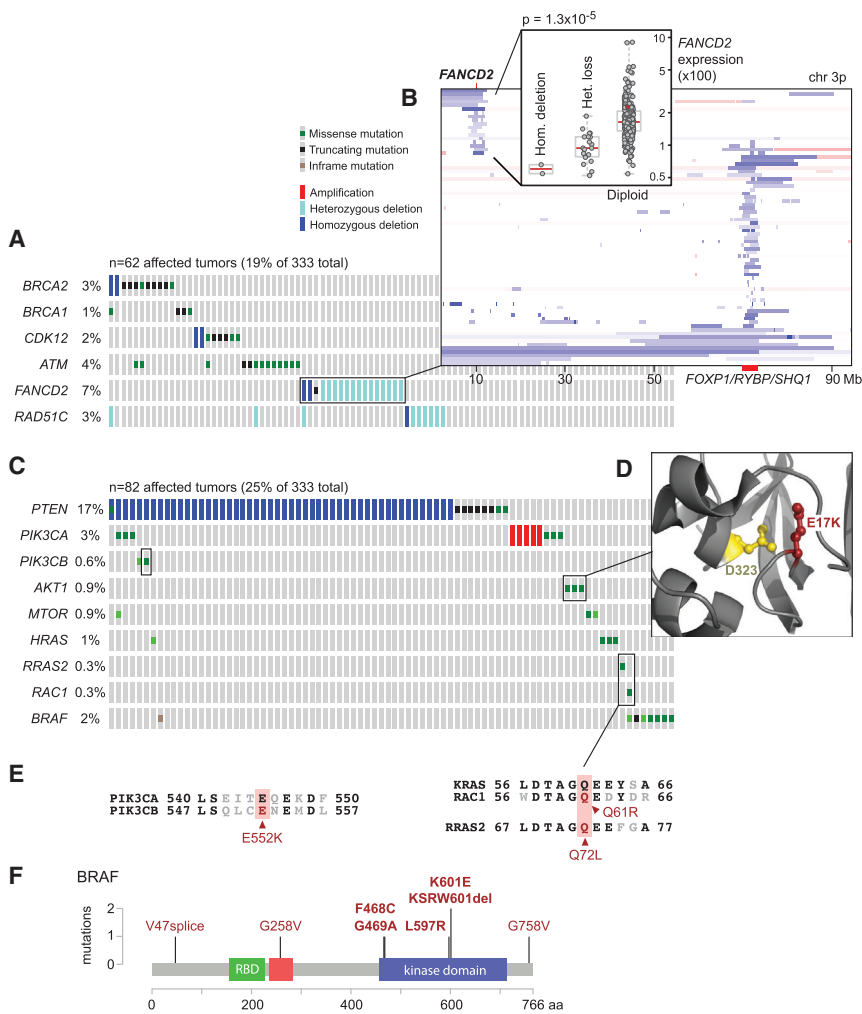 p = 1.3x10-5
B
FANCD2
Hom. deletion
Het. loss
Diploid
10
5
2
1
0.5
FANCD2
expression
(x100)
chr 3p
10
30
50
FOXP1/RYBP/SHQ1
90 Mb
Missense mutation
Truncating mutation
Inframe mutation
Amplification
Heterozygous deletion
Homozygous deletion
A
n=62 affected tumors (19% of 333 total)
BRCA2 3%
BRCA1 1%
CDK12 2%
ATM 4%
FANCD2 7%
RAD51C 3%
C
n=82 affected tumors (25% of 333 total)
PTEN 17%
PIK3CA 3%
PIK3CB 0.6%
AKT1 0.9%
MTOR 0.9%
HRAS 1%
RRAS2 0.3%
RAC1 0.3%
BRAF 2%
D
E17K
D323
E
PIK3CA 540 LSEITEQEKDF 550
PIK3CB 547 LSQLCENEMDL 557
E552K
KRAS 56 LDTAGQEEYSA 66
RAC1 56 WDTAGQEDYDR 66
Q61R
RRAS2 67 LDTAGQEEFGA 77
Q72L
F
BRAF
mutations
2
1
0
V47splice
G258V
F468C
G469A
L597R
K601E
KSRW601del
G758V
RBD
kinase domain
0
200
400
600
766 aa